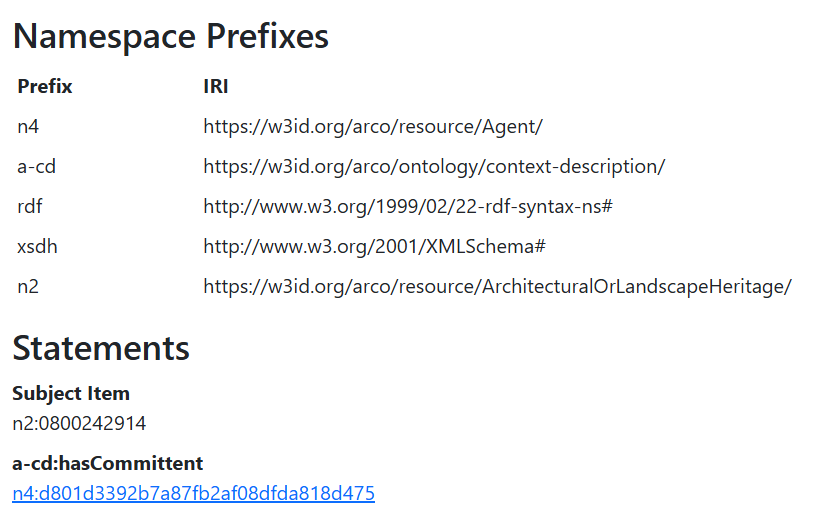 Namespace Prefixes
Prefix IRI
n4 https://w3id.org/arco/resource/Agent/
a-cd https://w3id.org/arco/ontology/context-description/
rdf http://www.w3.org/1999/02/22-rdf-syntax-ns#
xsdh http://www.w3.org/2001/XMLSchema#
n2 https://w3id.org/arco/resource/ArchitecturalOrLandscapeHeritage/
Statements
Subject Item
n2:0800242914
a-cd:hasCommittent
n4:d801d3392b7a87fb2af08dfda818d475